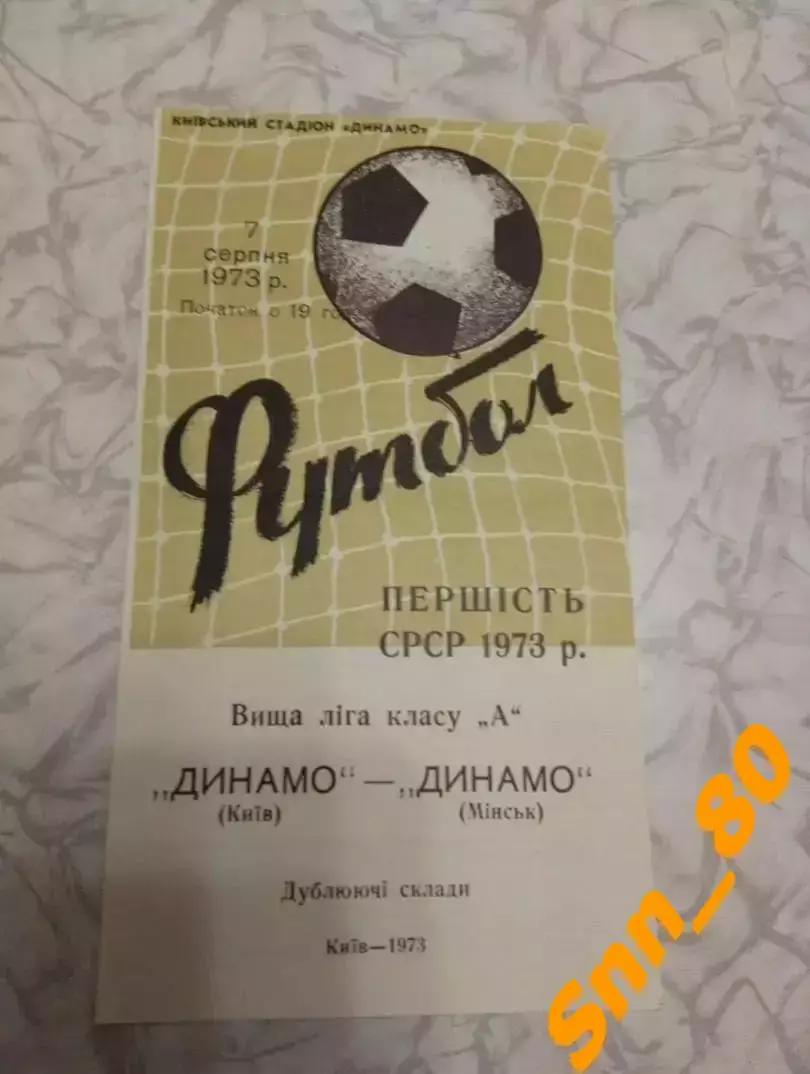 КИЇВСЬКИЙ СТАДІОН «ДИНАМО»
7
серпня
1973 р.
Початок о 19
Футбол
ПЕРШІСТЬ
СРСР 1973 р.
Вища ліга класу „А“
„ДИНАМО“ — „ДИНАМО“
(Київ) (Мінськ)
Дублюючі склади
Київ—1973
Snn_80